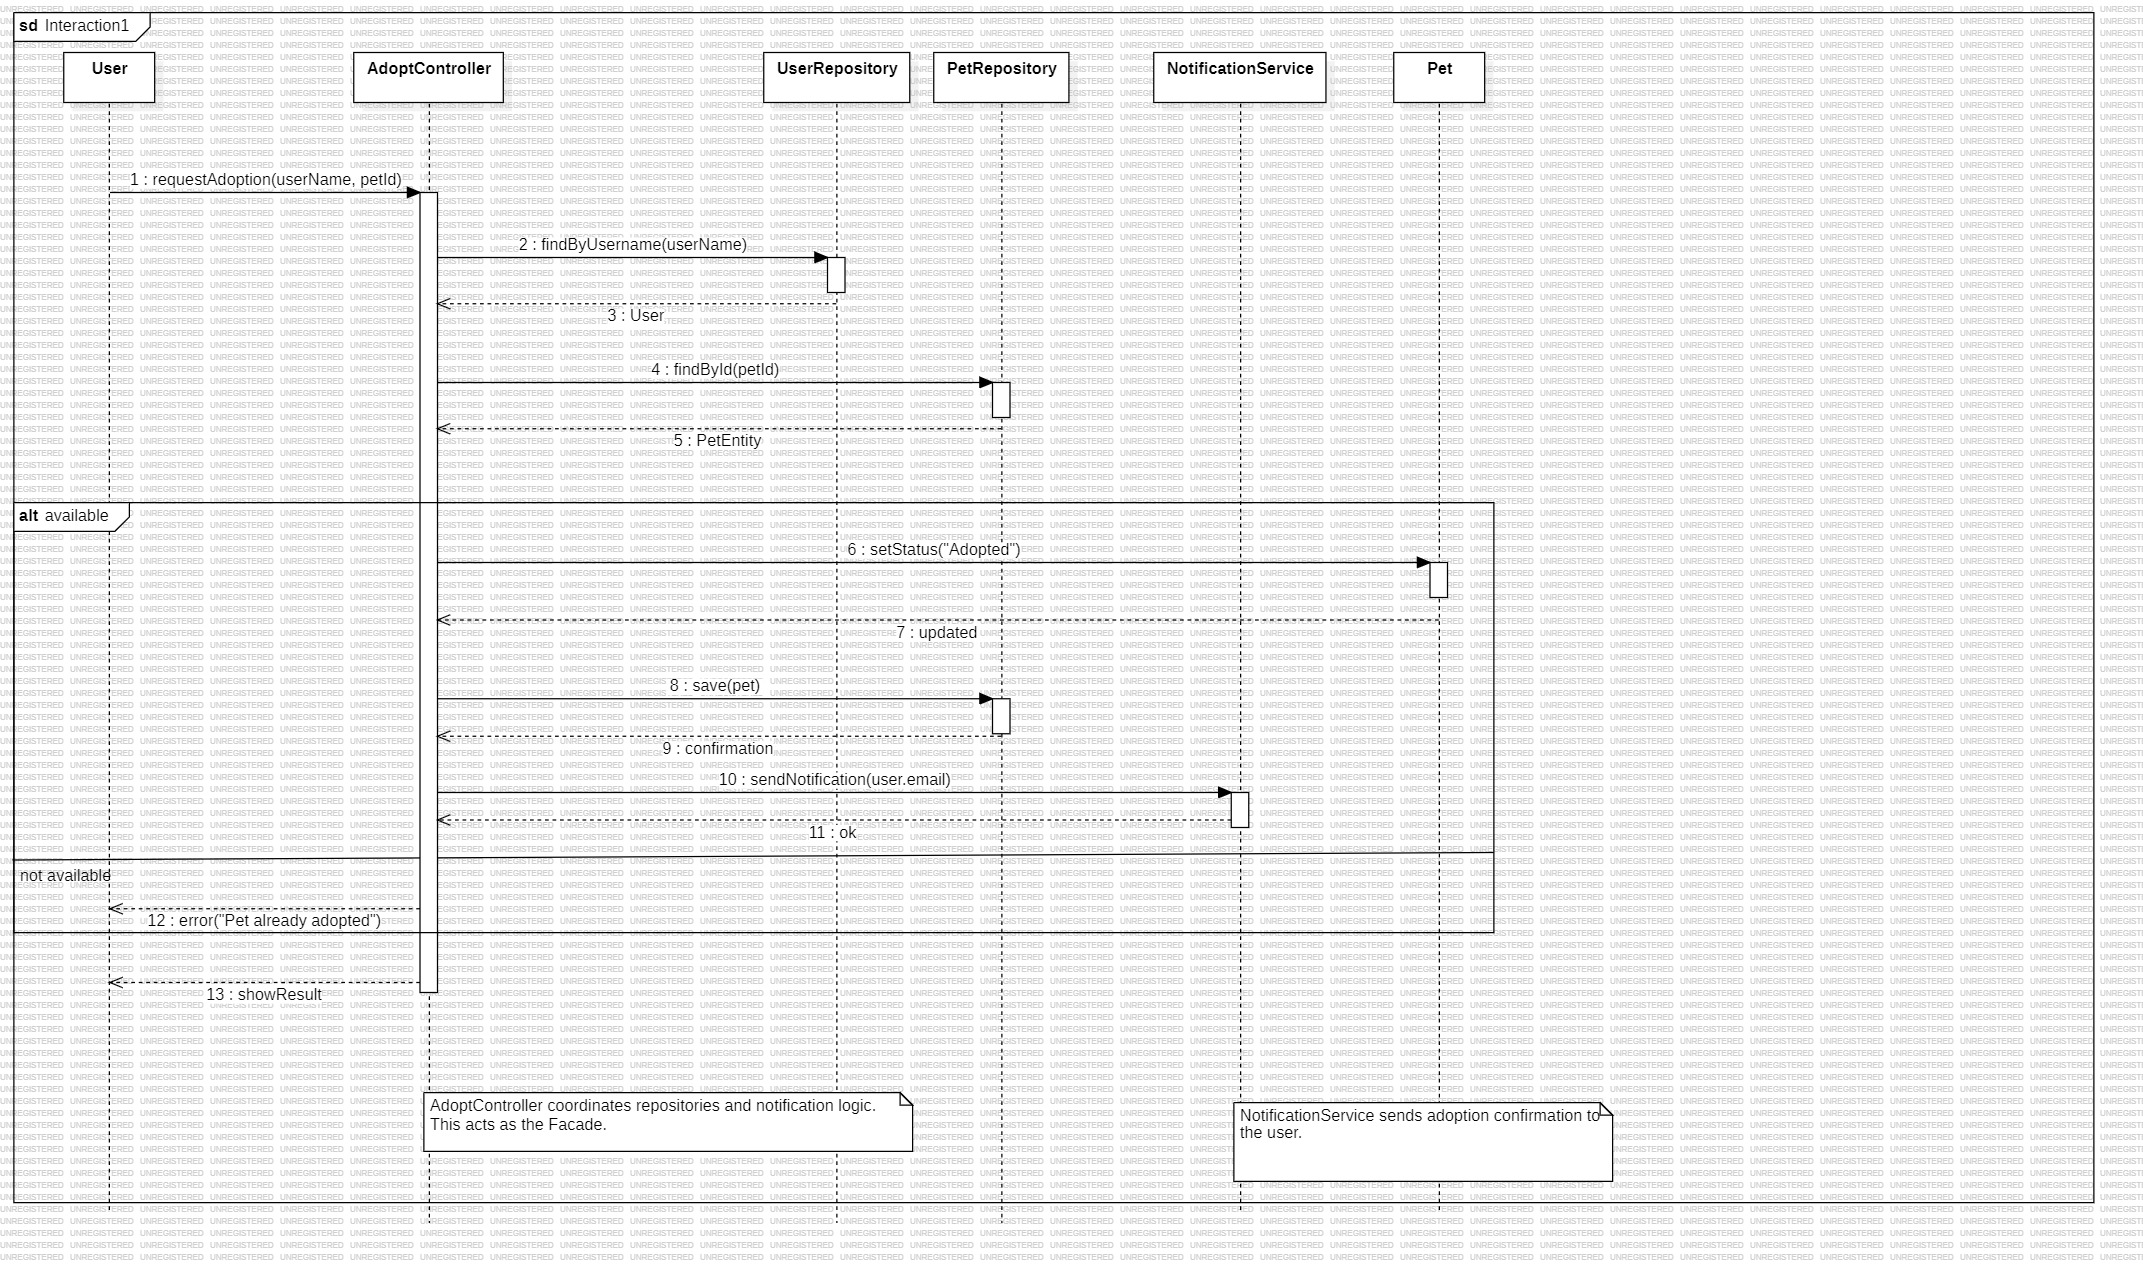 sd Interaction1
User
AdoptController
UserRepository
PetRepository
NotificationService
Pet
1 : requestAdoption(userName, petId)
2 : findByUsername(userName)
3 : User
4 : findById(petId)
5 : PetEntity
alt available
6 : setStatus("Adopted")
7 : updated
8 : save(pet)
9 : confirmation
10 : sendNotification(user.email)
11 : ok
not available
12 : error("Pet already adopted")
13 : showResult
AdoptController coordinates repositories and notification logic.
This acts as the Facade.
NotificationService sends adoption confirmation to
the user.
UNREGISTERED